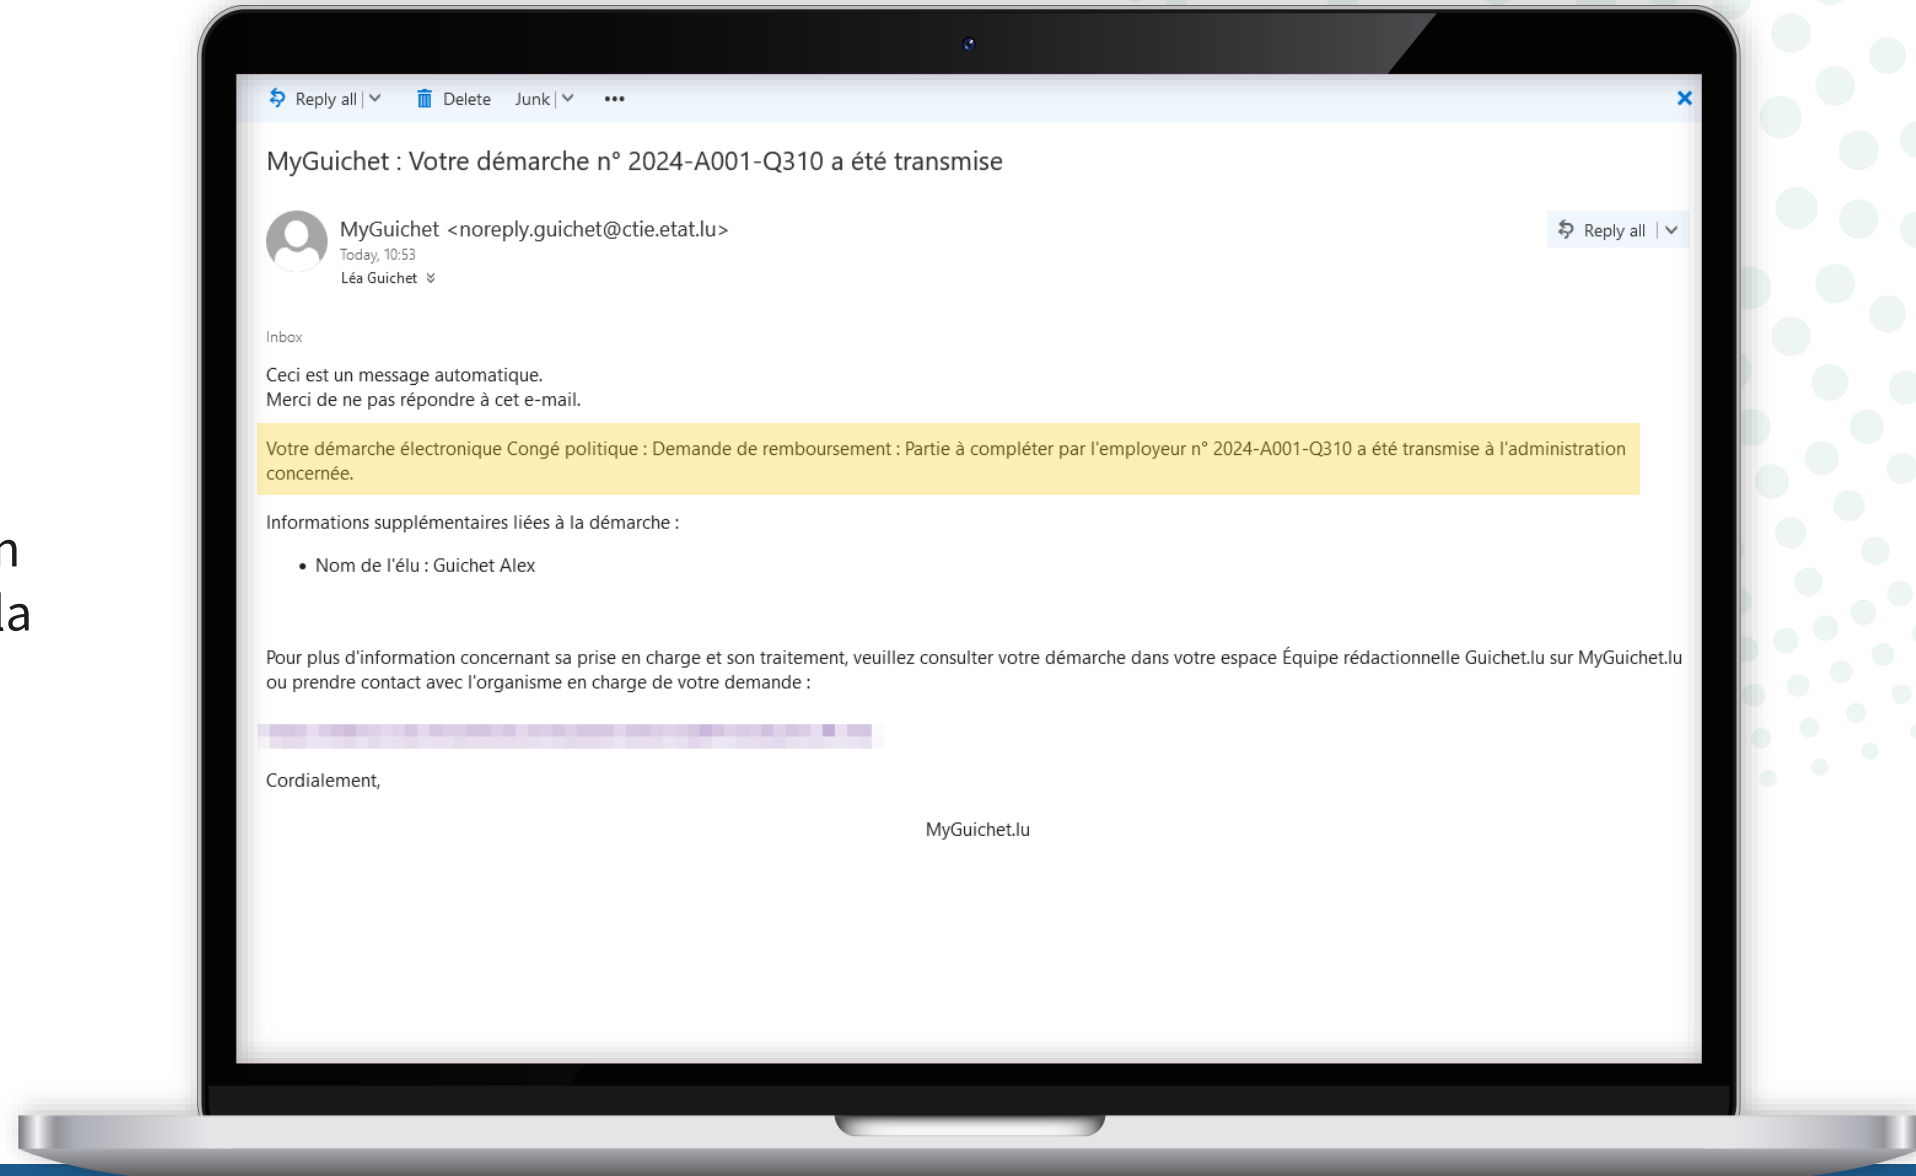 Reply all
Delete
Junk
MyGuichet : Votre démarche n° 2024-A001-Q310 a été transmise
MyGuichet <noreply.guichet@ctie.etat.lu>
Reply all
Today, 10:53
Léa Guichet
Inbox
Ceci est un message automatique.
Merci de ne pas répondre à cet e-mail.
Votre démarche électronique Congé politique : Demande de remboursement : Partie à compléter par l'employeur n° 2024-A001-Q310 a été transmise à l'administration
concernée.
Informations supplémentaires liées à la démarche :
• Nom de l'élu : Guichet Alex
la
Pour plus d'information concernant sa prise en charge et son traitement, veuillez consulter votre démarche dans votre espace Équipe rédactionnelle Guichet.lu sur MyGuichet.lu
ou prendre contact avec l'organisme en charge de votre demande :
Cordialement,
MyGuichet.lu